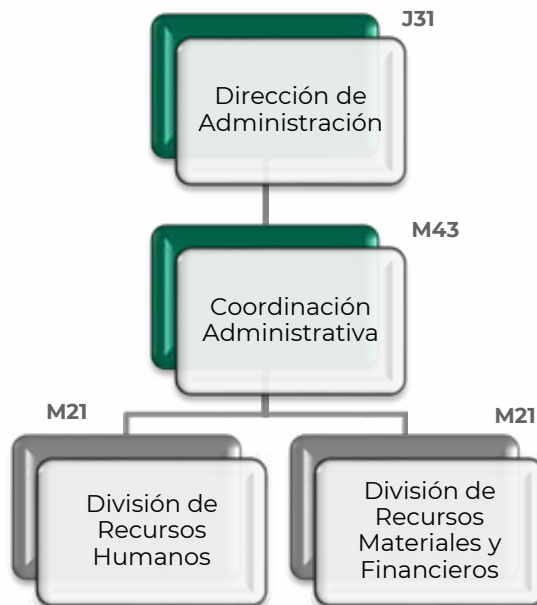 J31
Dirección de
Administración
M43
Coordinación
Administrativa
M21
M21
División de
Recursos
Humanos
División de
Recursos
Materiales y
Financieros